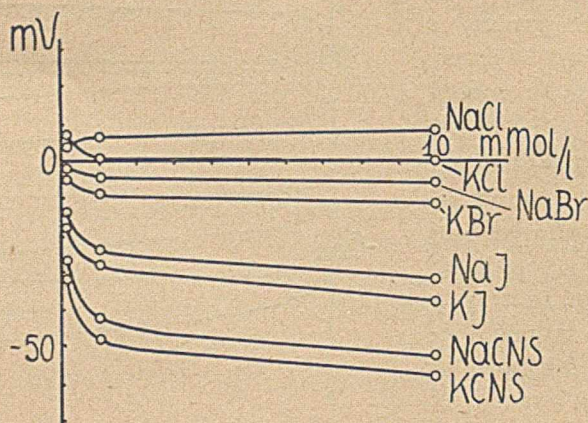 mV
NaCl
10 mMol/l
0
KCl
NaBr
KBr
NaJ
KJ
-50
NaCNS
KCNS